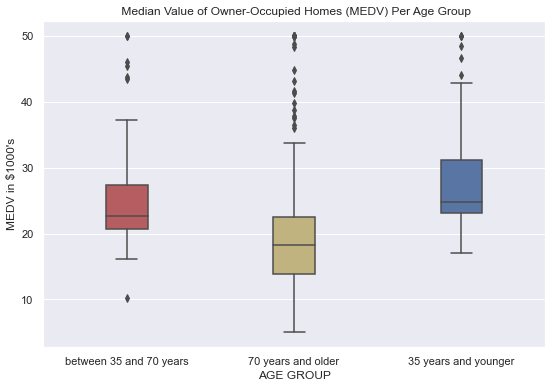 Median Value of Owner-Occupied Homes (MEDV) Per Age Group
50
40
30
20
10
MEDV in $1000's
between 35 and 70 years
70 years and older
35 years and younger
AGE GROUP